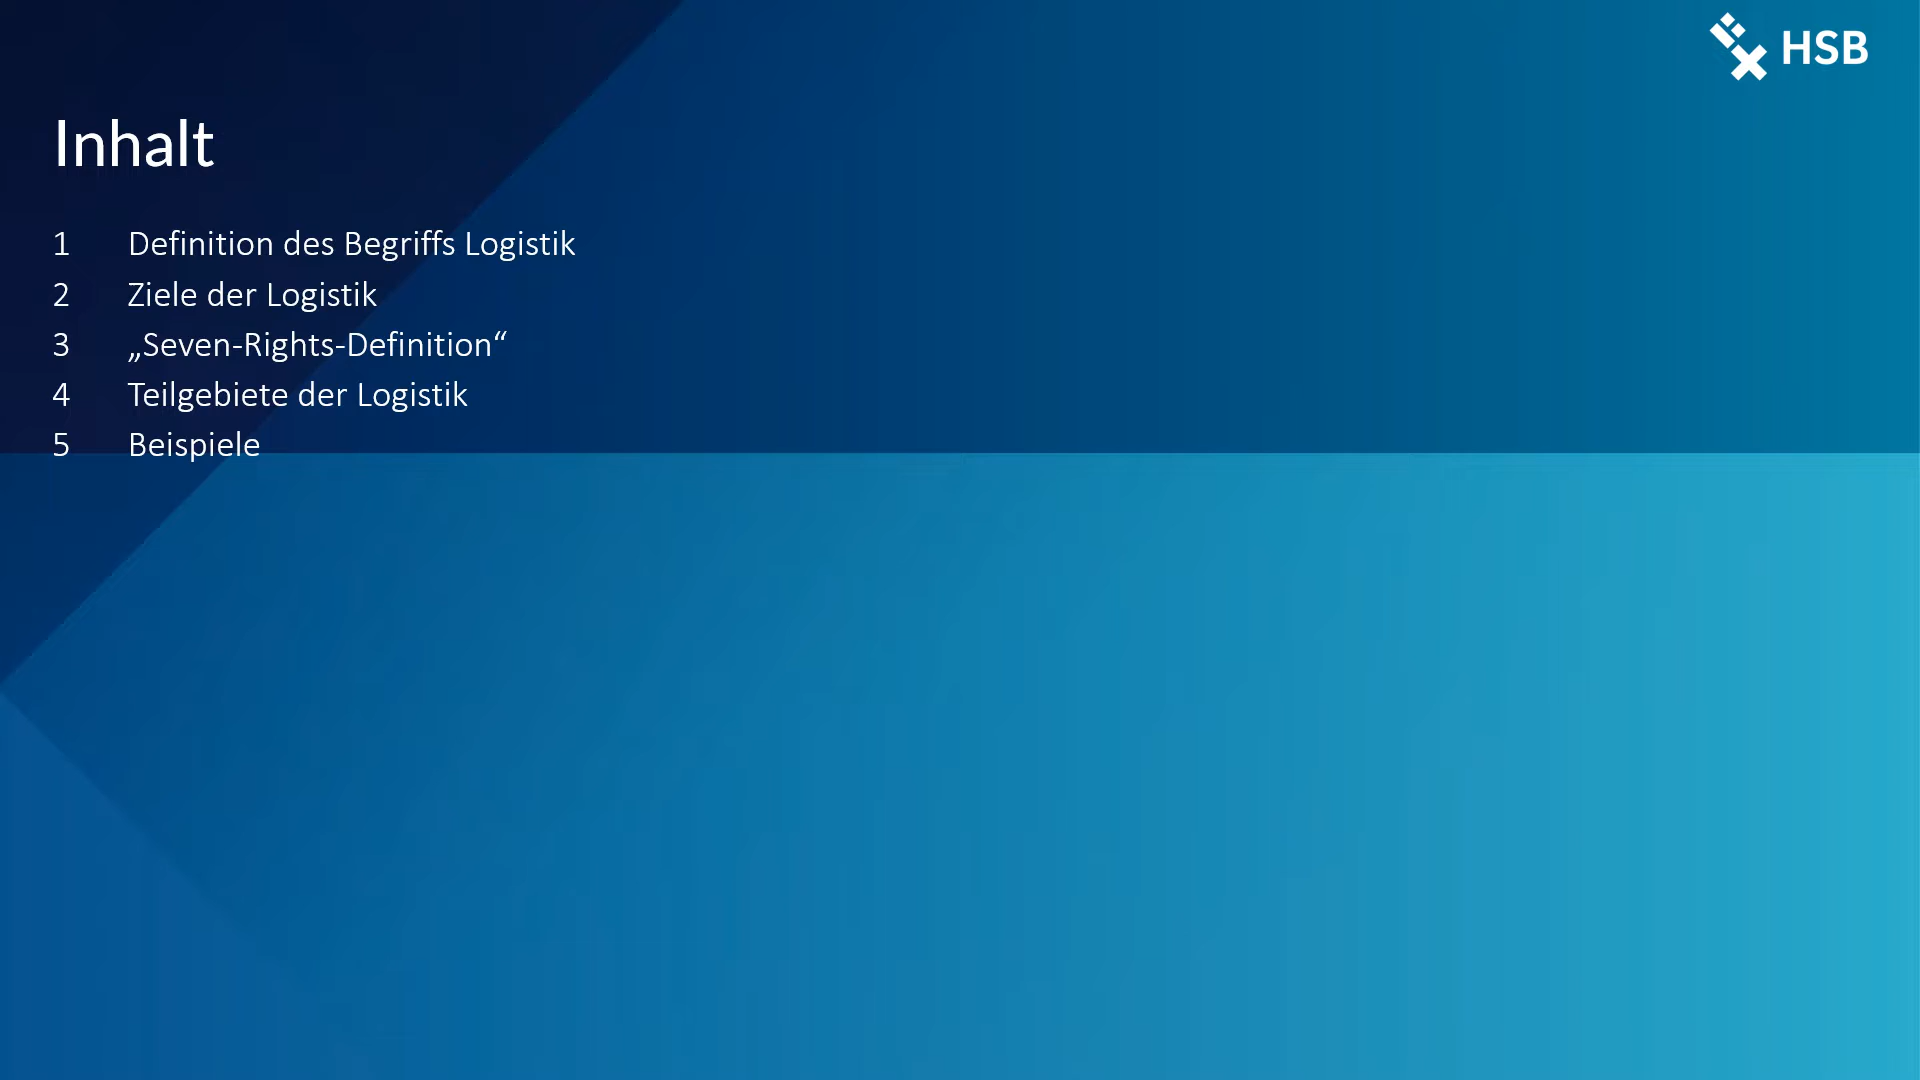 HSB
Inhalt
1 Definition des Begriffs Logistik
2 Ziele der Logistik
3 „Seven-Rights-Definition“
4 Teilgebiete der Logistik
5 Beispiele